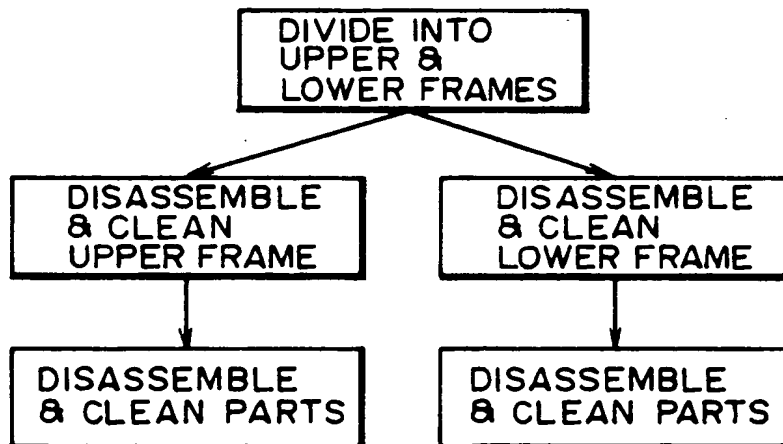 DIVIDE INTO
UPPER &
LOWER FRAMES
DISASSEMBLE
& CLEAN
UPPER FRAME
DISASSEMBLE
& CLEAN
LOWER FRAME
DISASSEMBLE
& CLEAN PARTS
DISASSEMBLE
& CLEAN PARTS